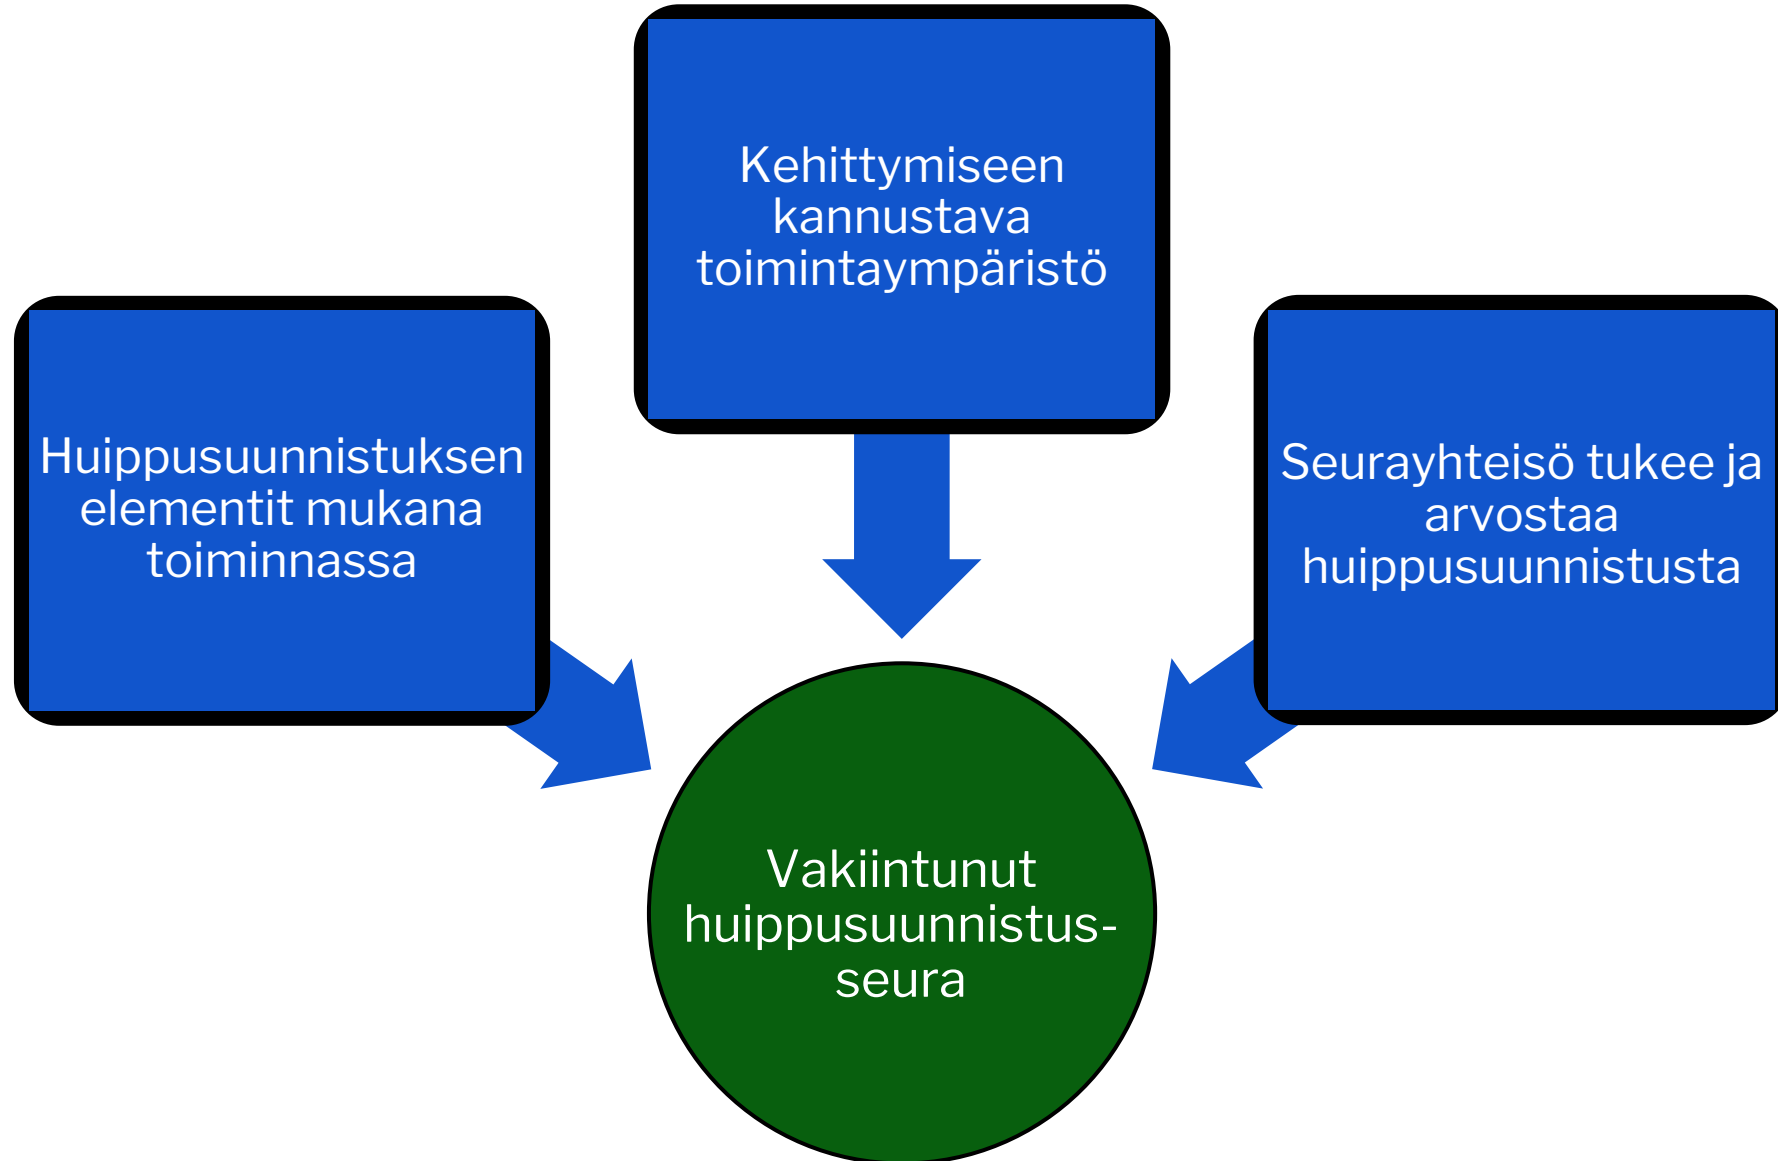 Kehittymiseen
kannustava
toimintaympäristö
Huippusuunnistuksen
elementit mukana
toiminnassa
Seurayhteisö tukee ja
arvostaa
huippusuunnistusta
Vakiintunut
huippusuunnistus-
seura